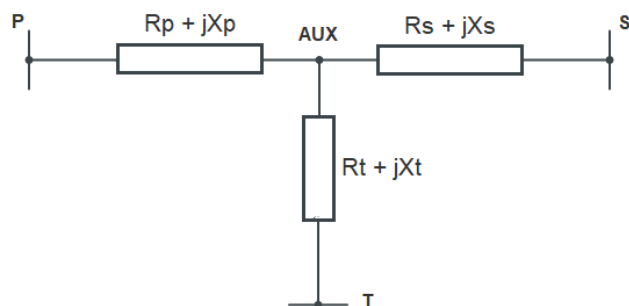 P
Rp + jXp
AUX
Rs + jXs
S
Rt + jXt
T